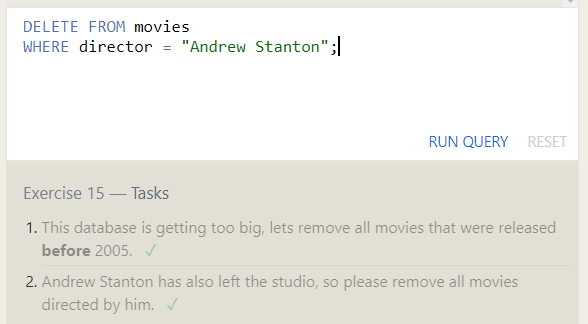 DELETE FROM movies
WHERE director = "Andrew Stanton";
RUN QUERY RESET
Exercise 15 — Tasks
1. This database is getting too big, lets remove all movies that were released
before 2005. ✓
2. Andrew Stanton has also left the studio, so please remove all movies
directed by him. ✓